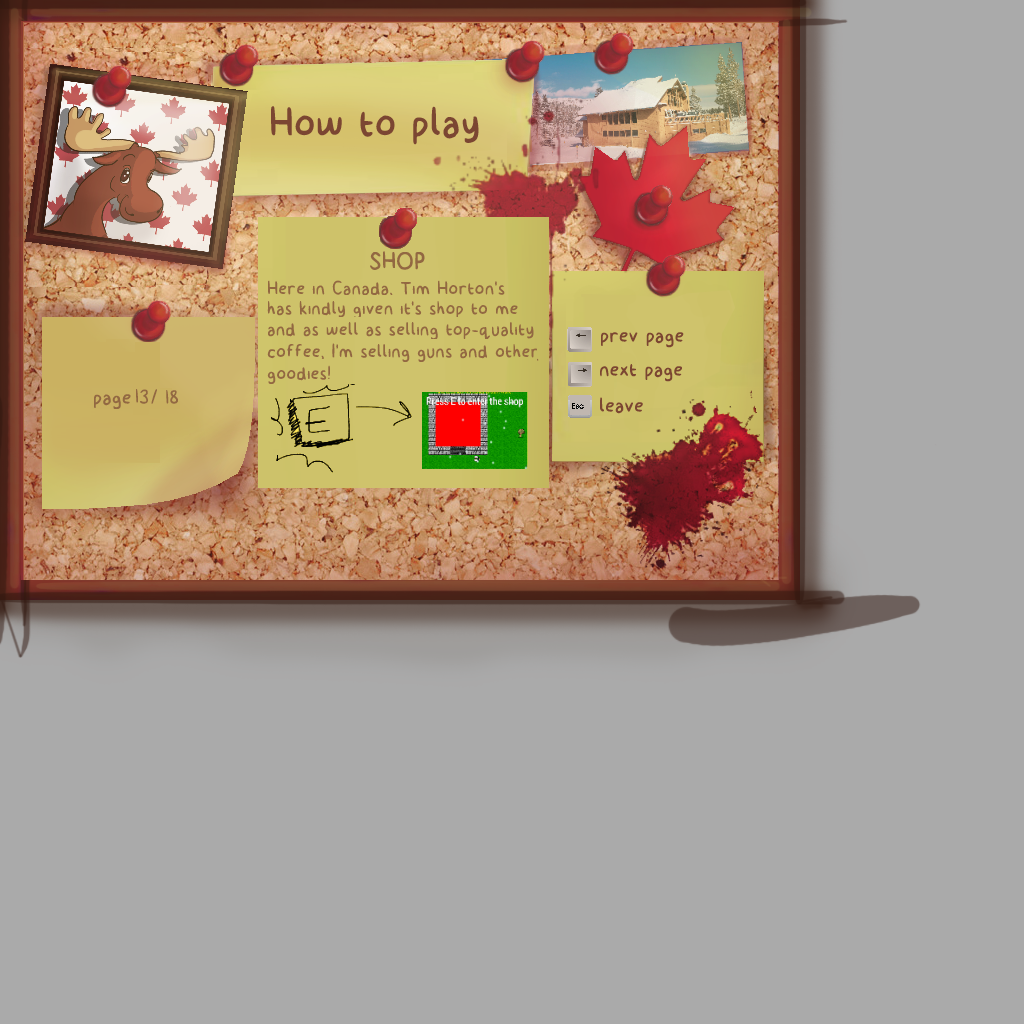 How to play
SHOP
Here in Canada. Tim Horton's
has kindly given it's shop to me
and as well as selling top-quality
coffee, I'm selling guns and other
goodies!
E
Press E to enter the shop
prev page
next page
Esc leave
page 13/ 18